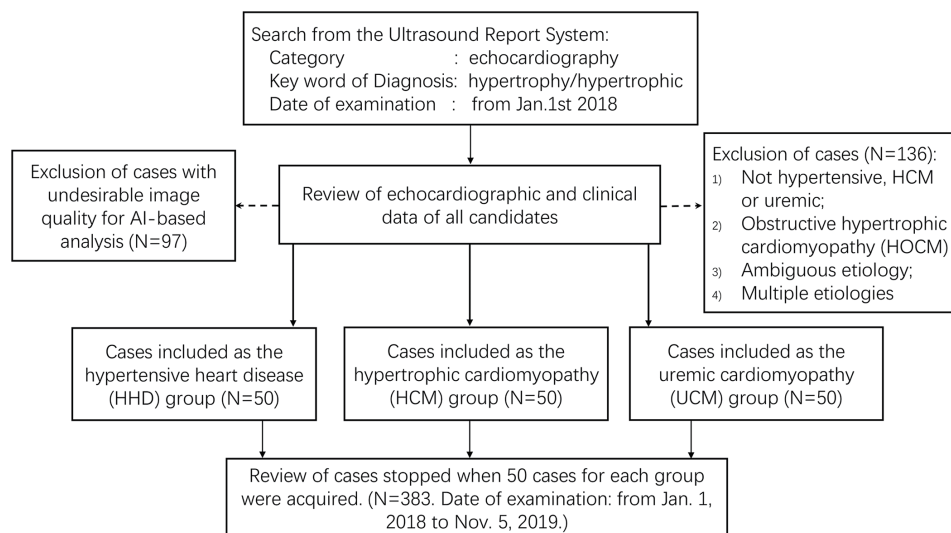 Search from the Ultrasound Report System:
Category : echocardiography
Key word of Diagnosis: hypertrophy/hypertrophic
Date of examination : from Jan.1st 2018
Exclusion of cases with
undesirable image
quality for AI-based
analysis (N=97)
Review of echocardiographic and clinical
data of all candidates
Exclusion of cases (N=136):
1) Not hypertensive, HCM
or uremic;
2) Obstructive hypertrophic
cardiomyopathy (HOCM)
3) Ambiguous etiology;
4) Multiple etiologies
Cases included as the
hypertensive heart disease
(HHD) group (N=50)
Cases included as the
hypertrophic cardiomyopathy
(HCM) group (N=50)
Cases included as the
uremic cardiomyopathy
(UCM) group (N=50)
Review of cases stopped when 50 cases for each group
were acquired. (N=383. Date of examination: from Jan. 1,
2018 to Nov. 5, 2019.)